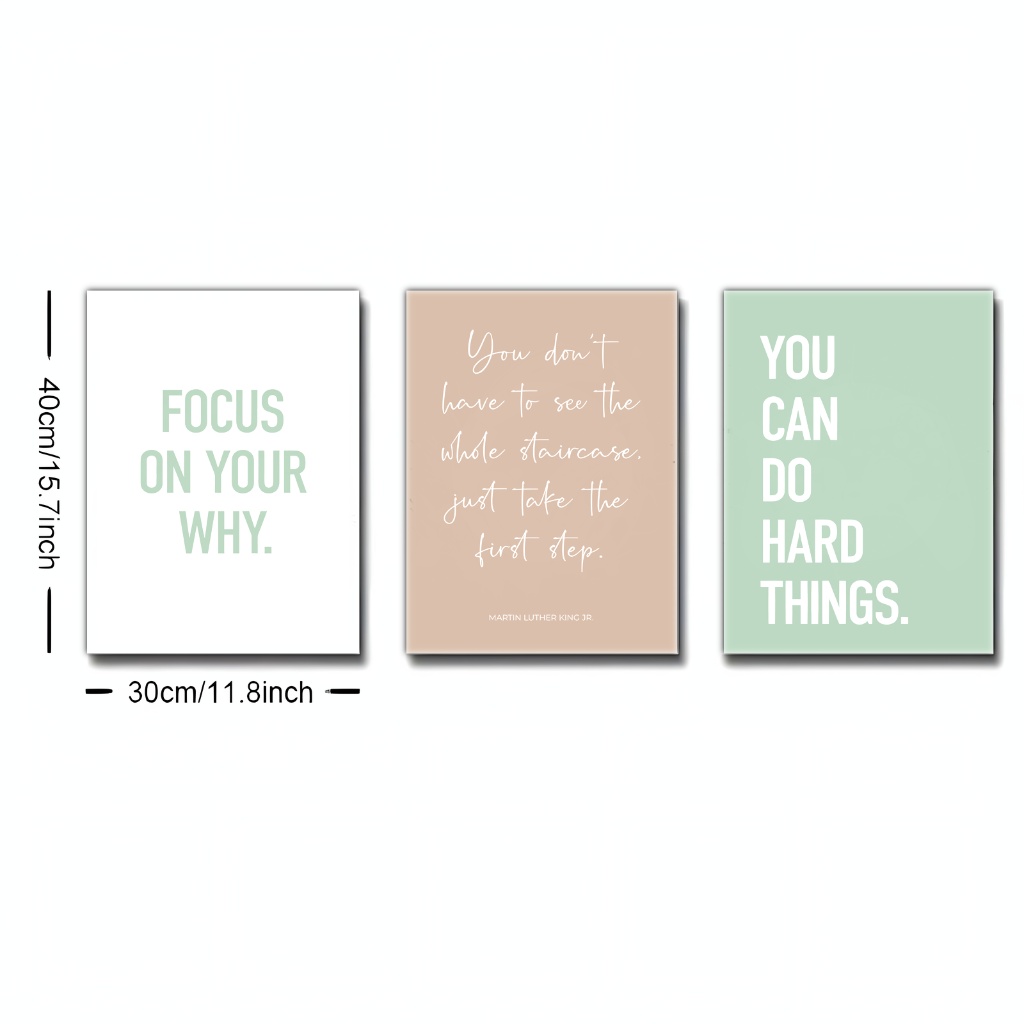 40cm/15.7inch
FOCUS
ON YOUR
WHY.
30cm/11.8inch
You don't
have to see the
whole staircase.
just take the
first step.
MARTIN LUTHER KING JR.
YOU
CAN
DO
HARD
THINGS.